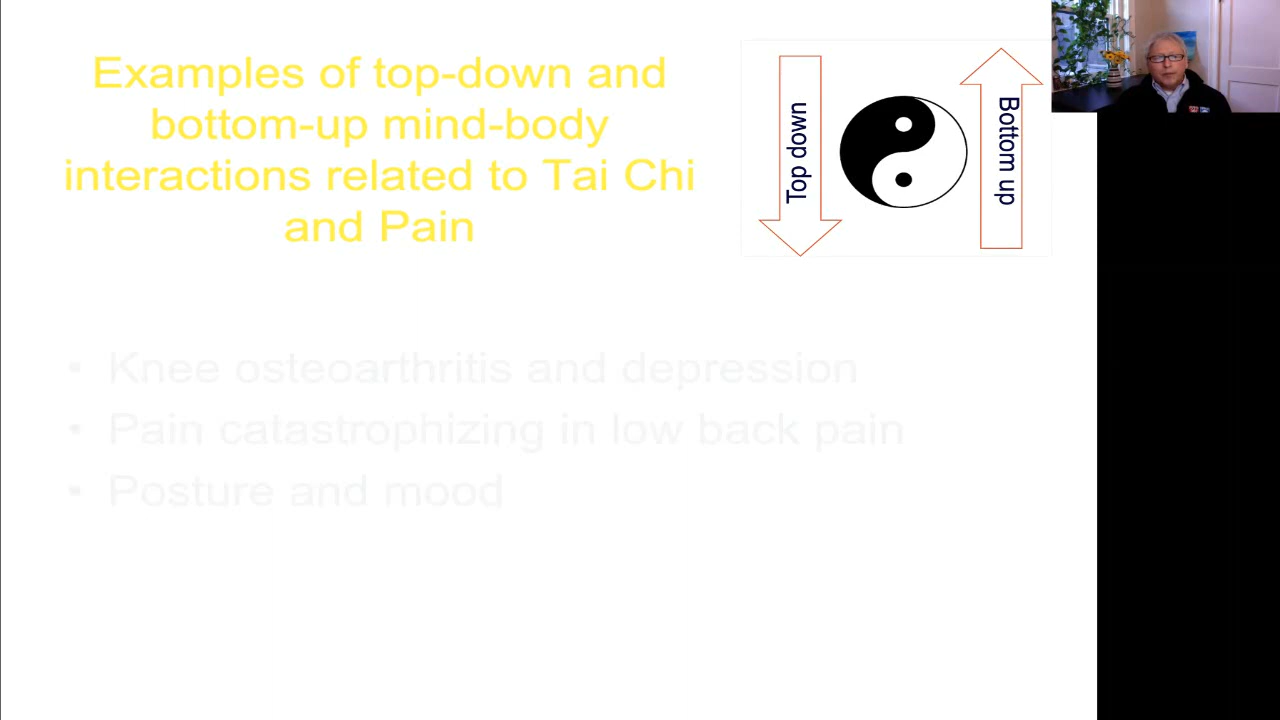 Examples of top-down and
bottom-up mind-body
interactions related to Tai Chi
and Pain
Top down
Bottom up
• Knee osteoarthritis and depression
• Pain catastrophizing in low back pain
• Posture and mood